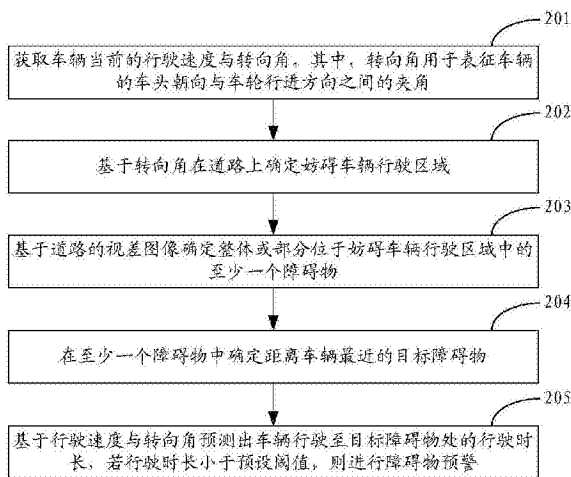 201
获取车辆当前的行驶速度与转向角。其中，转向角用于表征车辆
的车头朝向与车轮行进方向之间的夹角
202
基于转向角在道路上确定妨碍车辆行驶区域
203
基于道路的视差图像确定整体或部分位于妨碍车辆行驶区域中的
至少一个障碍物
204
在至少一个障碍物中确定距离车辆最近的目标障碍物
205
基于行驶速度与转向角预测出车辆行驶至目标障碍物处的行驶时
长，若行驶时长小于预设阈值，则进行障碍物预警